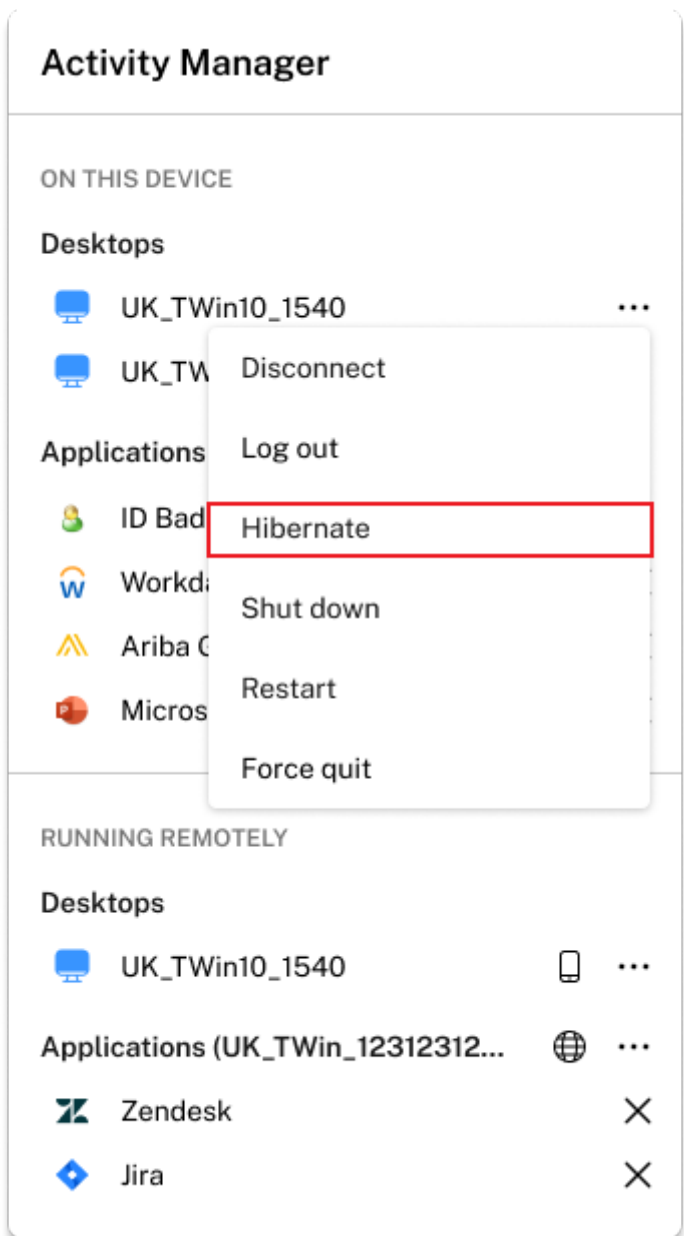 Activity Manager
ON THIS DEVICE
Desktops
UK_TWin10_1540
UK_TW
Disconnect
Log out
Hibernate
Shut down
Restart
Force quit
Applications
ID Bad
Workda
Ariba
Micros
RUNNING REMOTELY
Desktops
UK_TWin10_1540
Applications (UK_TWin_12312312...
Zendesk
Jira